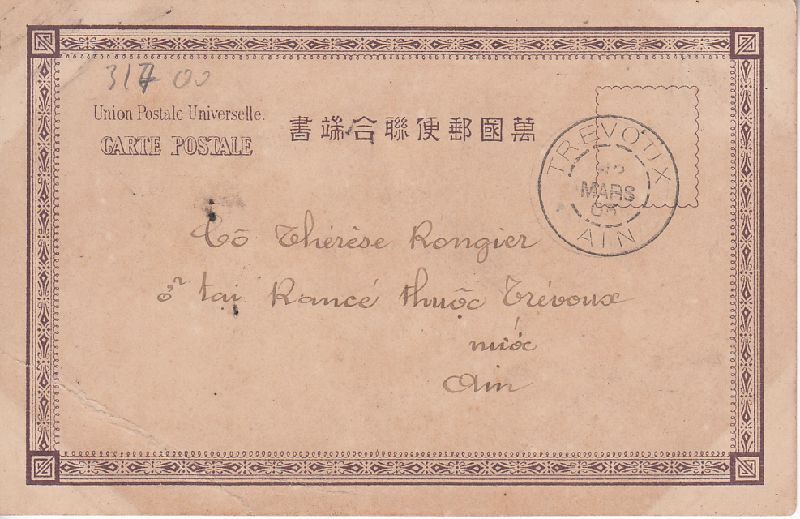 317 00
Union Postale Universelle.
CARTE POSTALE
書端合聯便郵國萬
TREVOUX
MARS
AIN
Cô Thérèse Rongier
ở tại Rancé thuộc Trévoux
nước
Ain